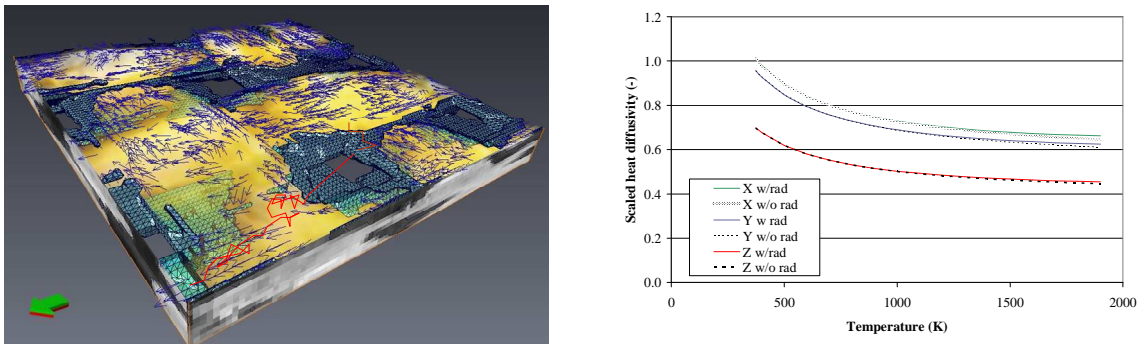 1.2
1.0
0.8
0.6
0.4
0.2
0.0
Scaled heat diffusivity (-)
X w/rad
X w/o rad
Y w rad
Y w/o rad
Z w/rad
Z w/o rad
0 500 1000 1500 2000
Temperature (K)